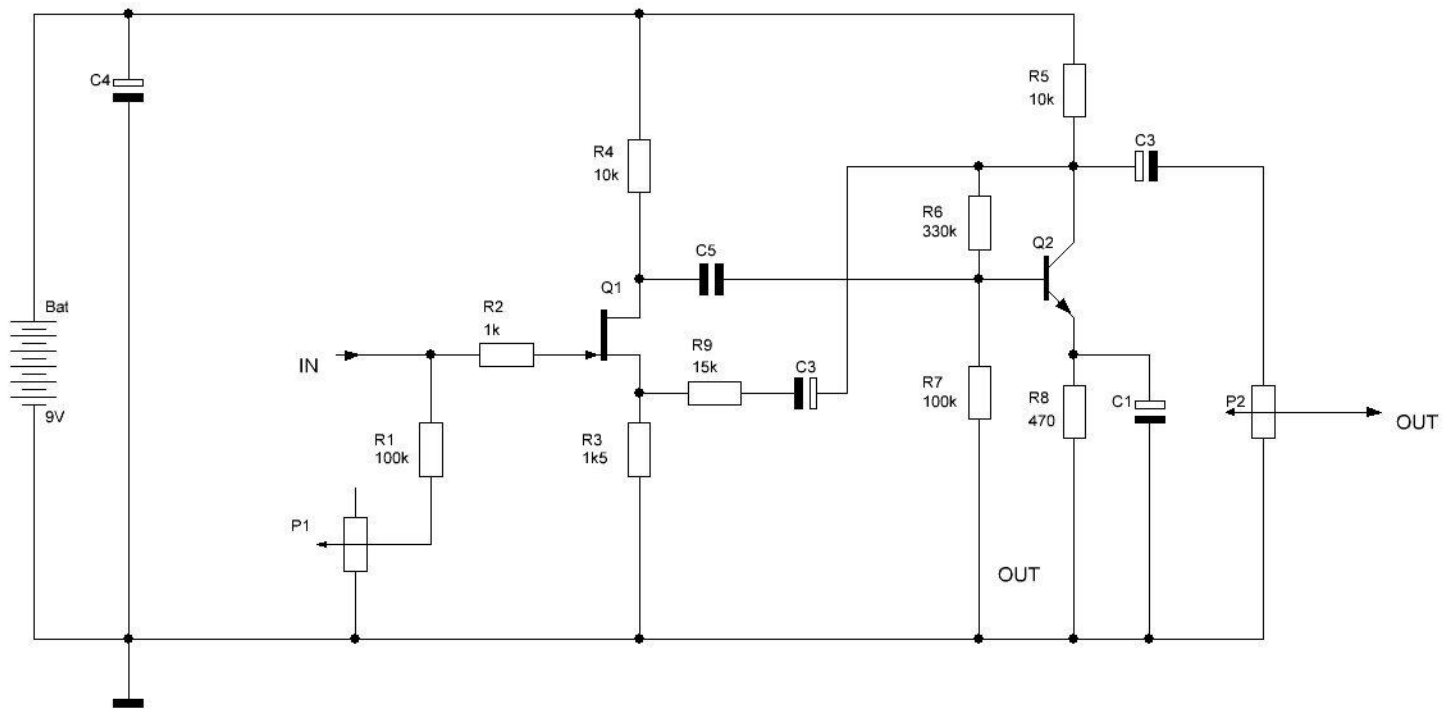 C4
R5
10k
C3
R4
10k
R6
330k
Q2
C5
Q1
Bat
R2
1k
IN
R9
15k
C3
R7
100k
R8
470
C1
P2
OUT
9V
R1
100k
R3
1k5
P1
OUT